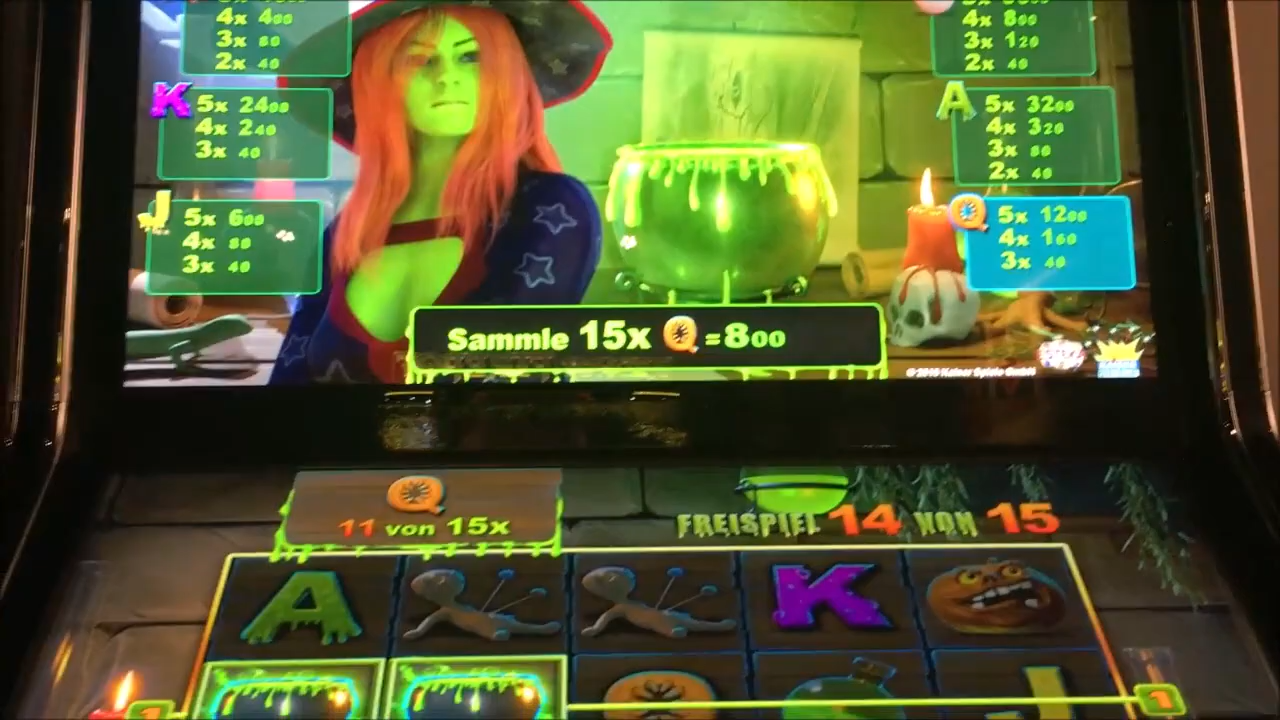 4x 400
3x 80
2x 40
4x 800
3x 120
2x 40
K 5x 2400
4x 240
3x 40
A 5x 3200
4x 320
3x 80
2x 40
J 5x 600
4x 80
3x 40
Q 5x 1200
4x 160
3x 40
Sammle 15x Q =800
Q
11 von 15x
FREISPIEL 14 VON 15
A K
J
1 1